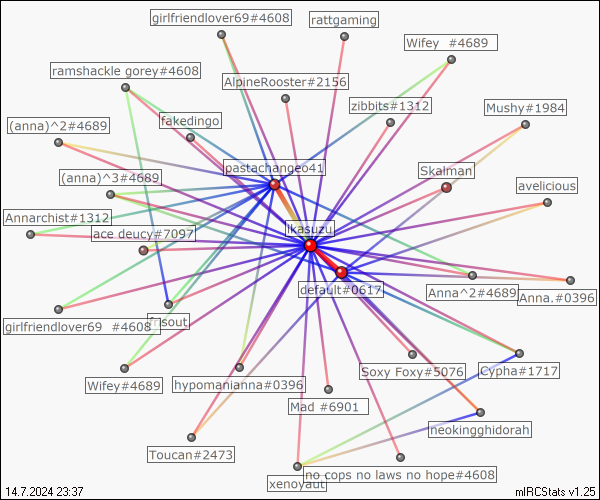 girlfriendlover69#4608
rattgaming
Wifey  #4689
ramshackle gorey#4608
AlpineRooster#2156
zibbits#1312
Mushy#1984
(anna)^2#4689
fakedingo
pastachangeo41
Skalman
(anna)^3#4689
avelicious
Annarchist#1312
ace deucy#7097
ikasuzu
default#0617
Anna^2#4689
Anna.#0396
girlfriendlover69  #4608
frisout
Wifey#4689
hypomanianna#0396
Soxy Foxy#5076
Cypha#1717
Mad #6901
neokingghidorah
Toucan#2473
no cops no laws no hope#4608
xenoyaut
14.7.2024 23:37
mIRCStats v1.25